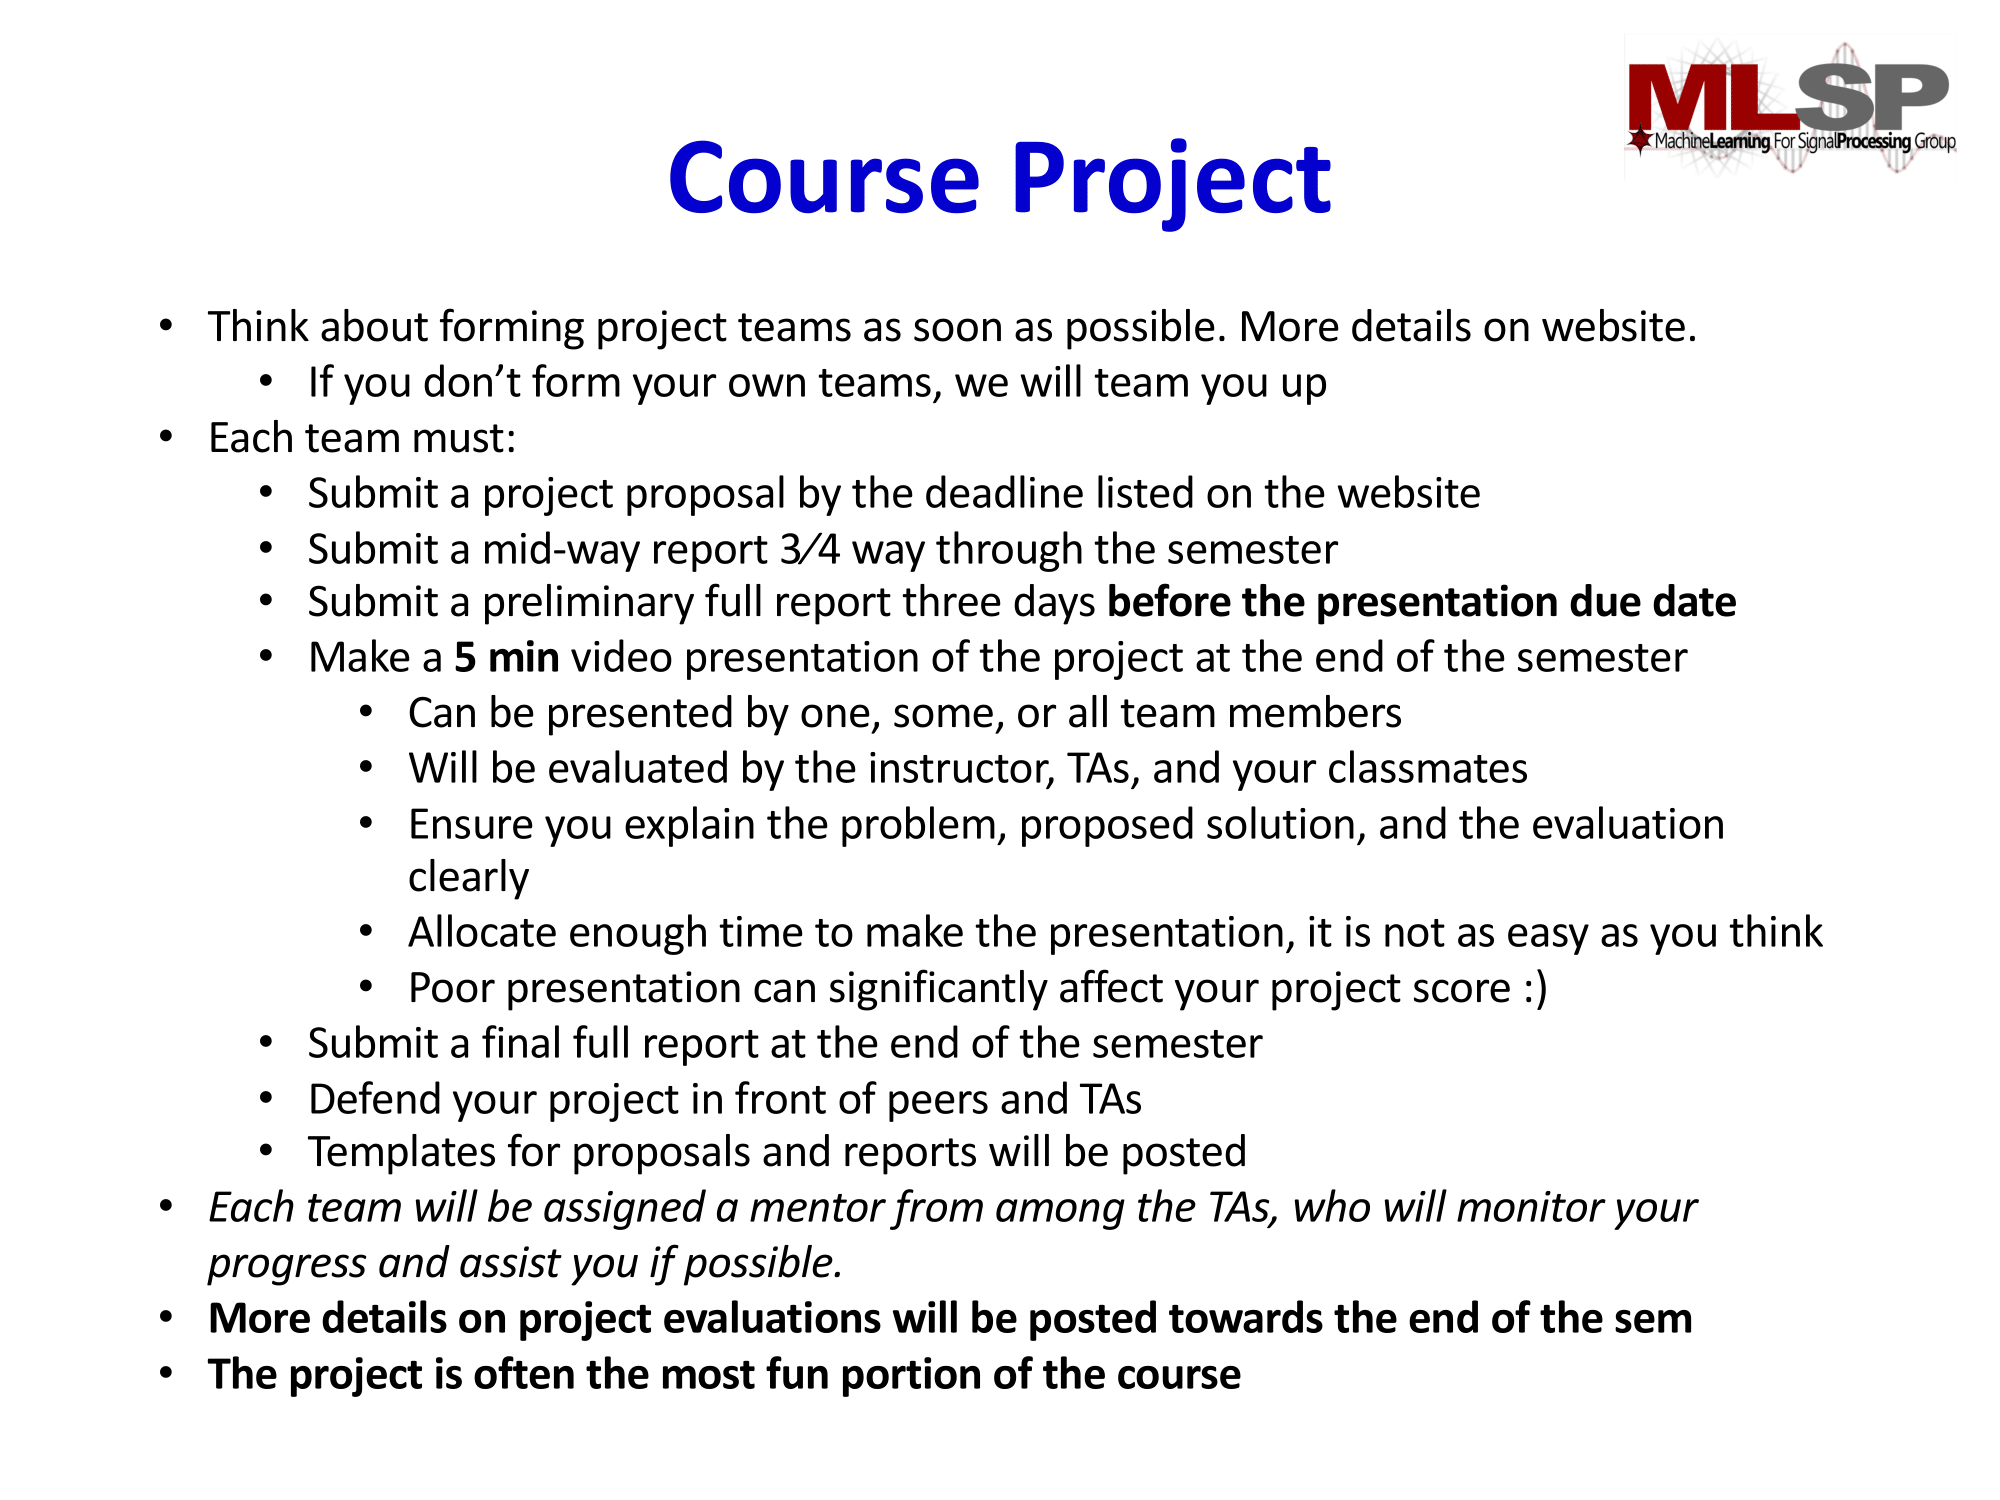 MLSP
MachineLearning For SignalProcessing Group
Course Project
• Think about forming project teams as soon as possible. More details on website.
• If you don’t form your own teams, we will team you up
• Each team must:
• Submit a project proposal by the deadline listed on the website
• Submit a mid-way report 3⁄4 way through the semester
• Submit a preliminary full report three days before the presentation due date
• Make a 5 min video presentation of the project at the end of the semester
• Can be presented by one, some, or all team members
• Will be evaluated by the instructor, TAs, and your classmates
• Ensure you explain the problem, proposed solution, and the evaluation
clearly
• Allocate enough time to make the presentation, it is not as easy as you think
• Poor presentation can significantly affect your project score :)
• Submit a final full report at the end of the semester
• Defend your project in front of peers and TAs
• Templates for proposals and reports will be posted
• Each team will be assigned a mentor from among the TAs, who will monitor your
progress and assist you if possible.
• More details on project evaluations will be posted towards the end of the sem
• The project is often the most fun portion of the course